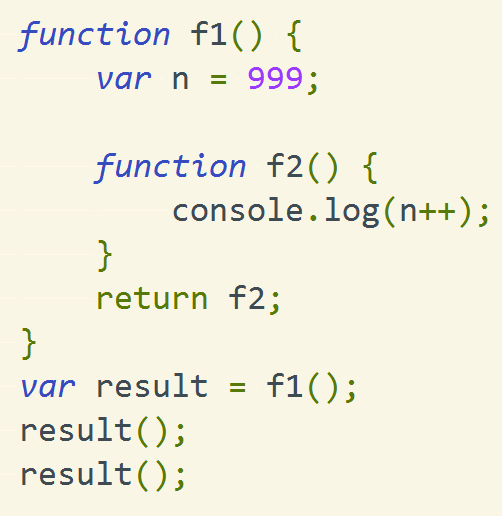 function f1() {
    var n = 999;

    function f2() {
        console.log(n++);
    }
    return f2;
}
var result = f1();
result();
result();